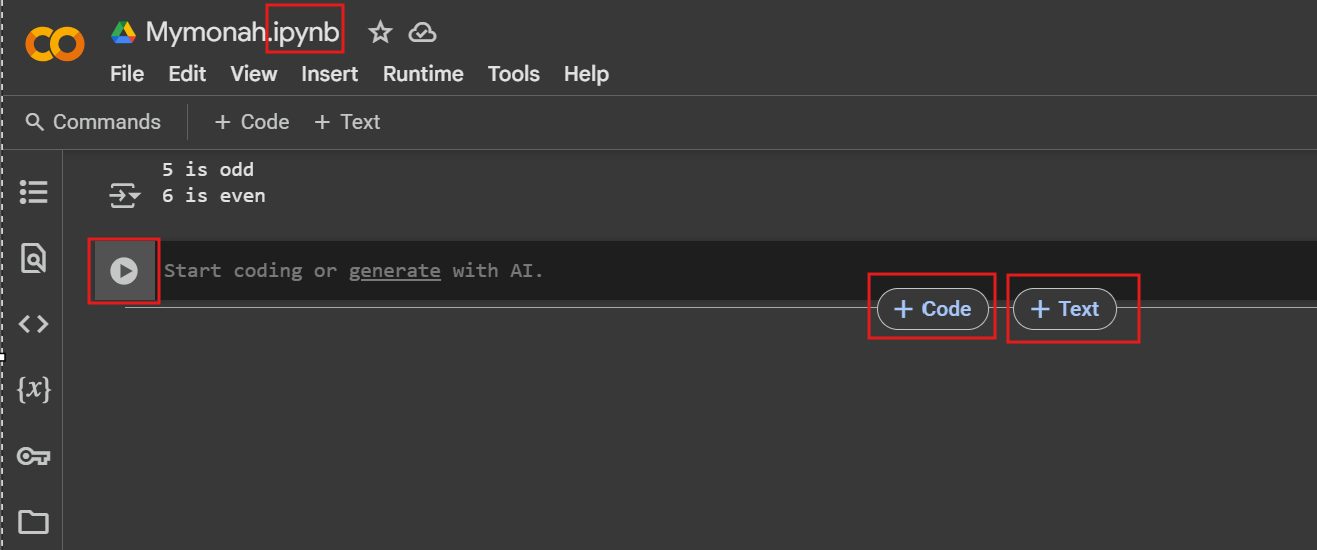 Mymonah.ipynb
File Edit View Insert Runtime Tools Help
Commands + Code + Text
5 is odd
6 is even
Start coding or generate with AI.
+ Code + Text
{x}